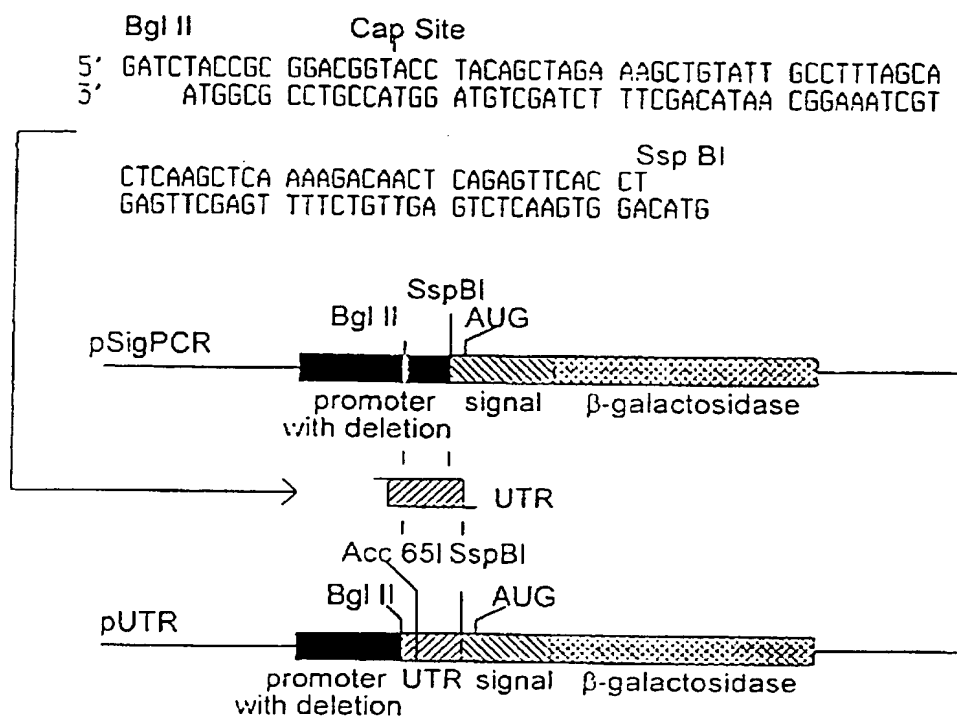 Bgl II Cap Site
5' GATCTACCGC GGACGGTACC TACAGCTAGA AAGCTGTATT GCCTTTAGCA
3' ATGGCG CCTGCCATGG ATGTCGATCT TTCGACATAA CGGAAATCGT
Ssp BI
CTCAAGCTCA AAAGACAACT CAGAGTTCAC CT
GAGTTCGAGT TTTCTGTTGA GTCTCAAGTG GACATG
SspBI
Bgl II AUG
pSigPCR
promoter signal β-galactosidase
with deletion
UTR
Acc 65I SspBI
Bgl II AUG
pUTR
promoter UTR signal β-galactosidase
with deletion